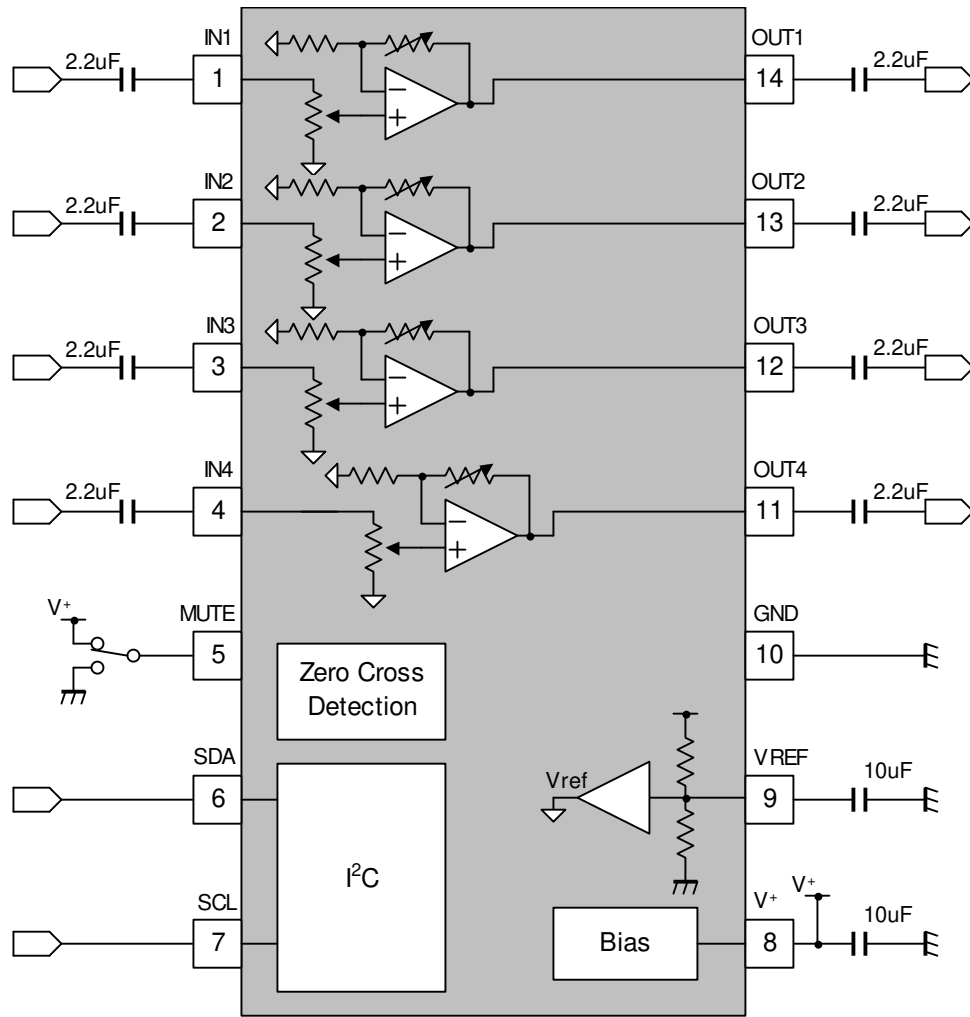 IN1
OUT1
2.2uF
1
−
+
14
2.2uF
IN2
OUT2
2.2uF
2
−
+
13
2.2uF
IN3
OUT3
2.2uF
3
−
+
12
2.2uF
IN4
OUT4
2.2uF
4
−
+
11
2.2uF
V+
MUTE
5
GND
10
Zero Cross
Detection
SDA
6
Vref
VREF
9
10uF
I²C
SCL
7
Bias
V+
8
V+
10uF